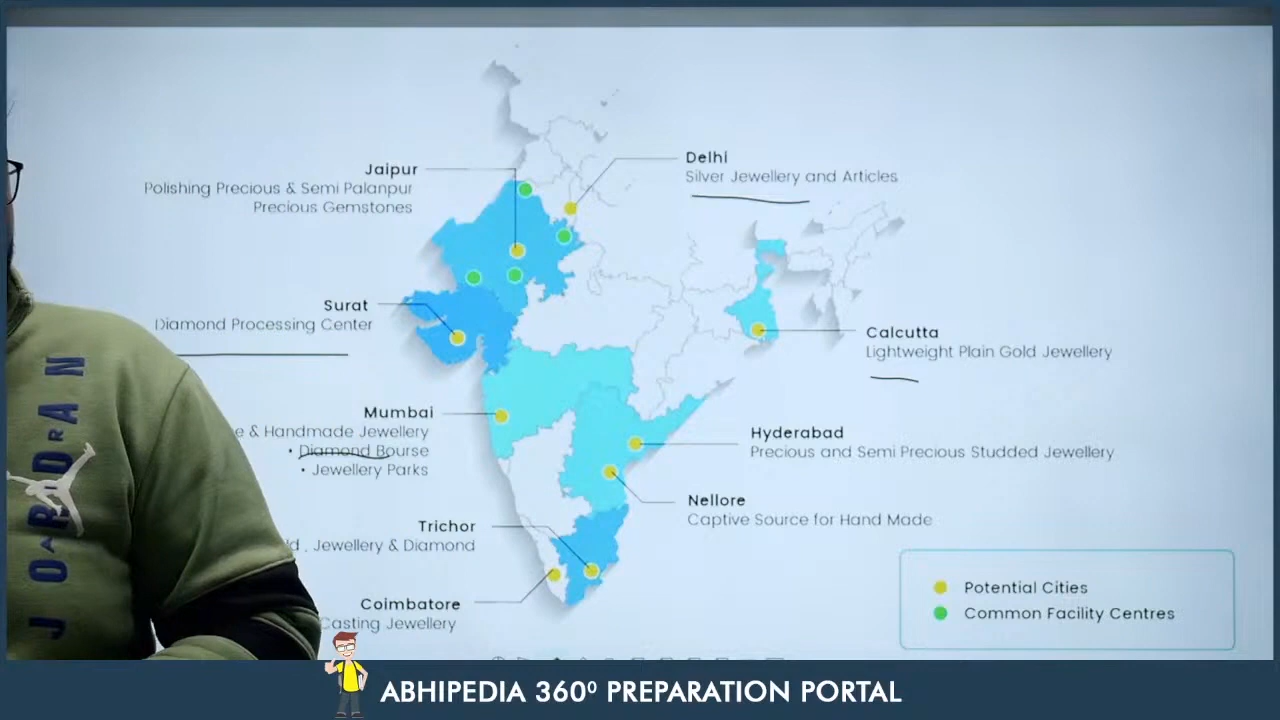 Jaipur
Polishing Precious & Semi Palanpur
Precious Gemstones
Delhi
Silver Jewellery and Articles
Surat
Diamond Processing Center
Calcutta
Lightweight Plain Gold Jewellery
Mumbai
& Handmade Jewellery
• Diamond Bourse
• Jewellery Parks
Hyderabad
Precious and Semi Precious Studded Jewellery
Nellore
Captive Source for Hand Made
Trichor
, Jewellery & Diamond
Coimbatore
Casting Jewellery
Potential Cities
Common Facility Centres
JORDAN
ABHIPEDIA 360⁰ PREPARATION PORTAL